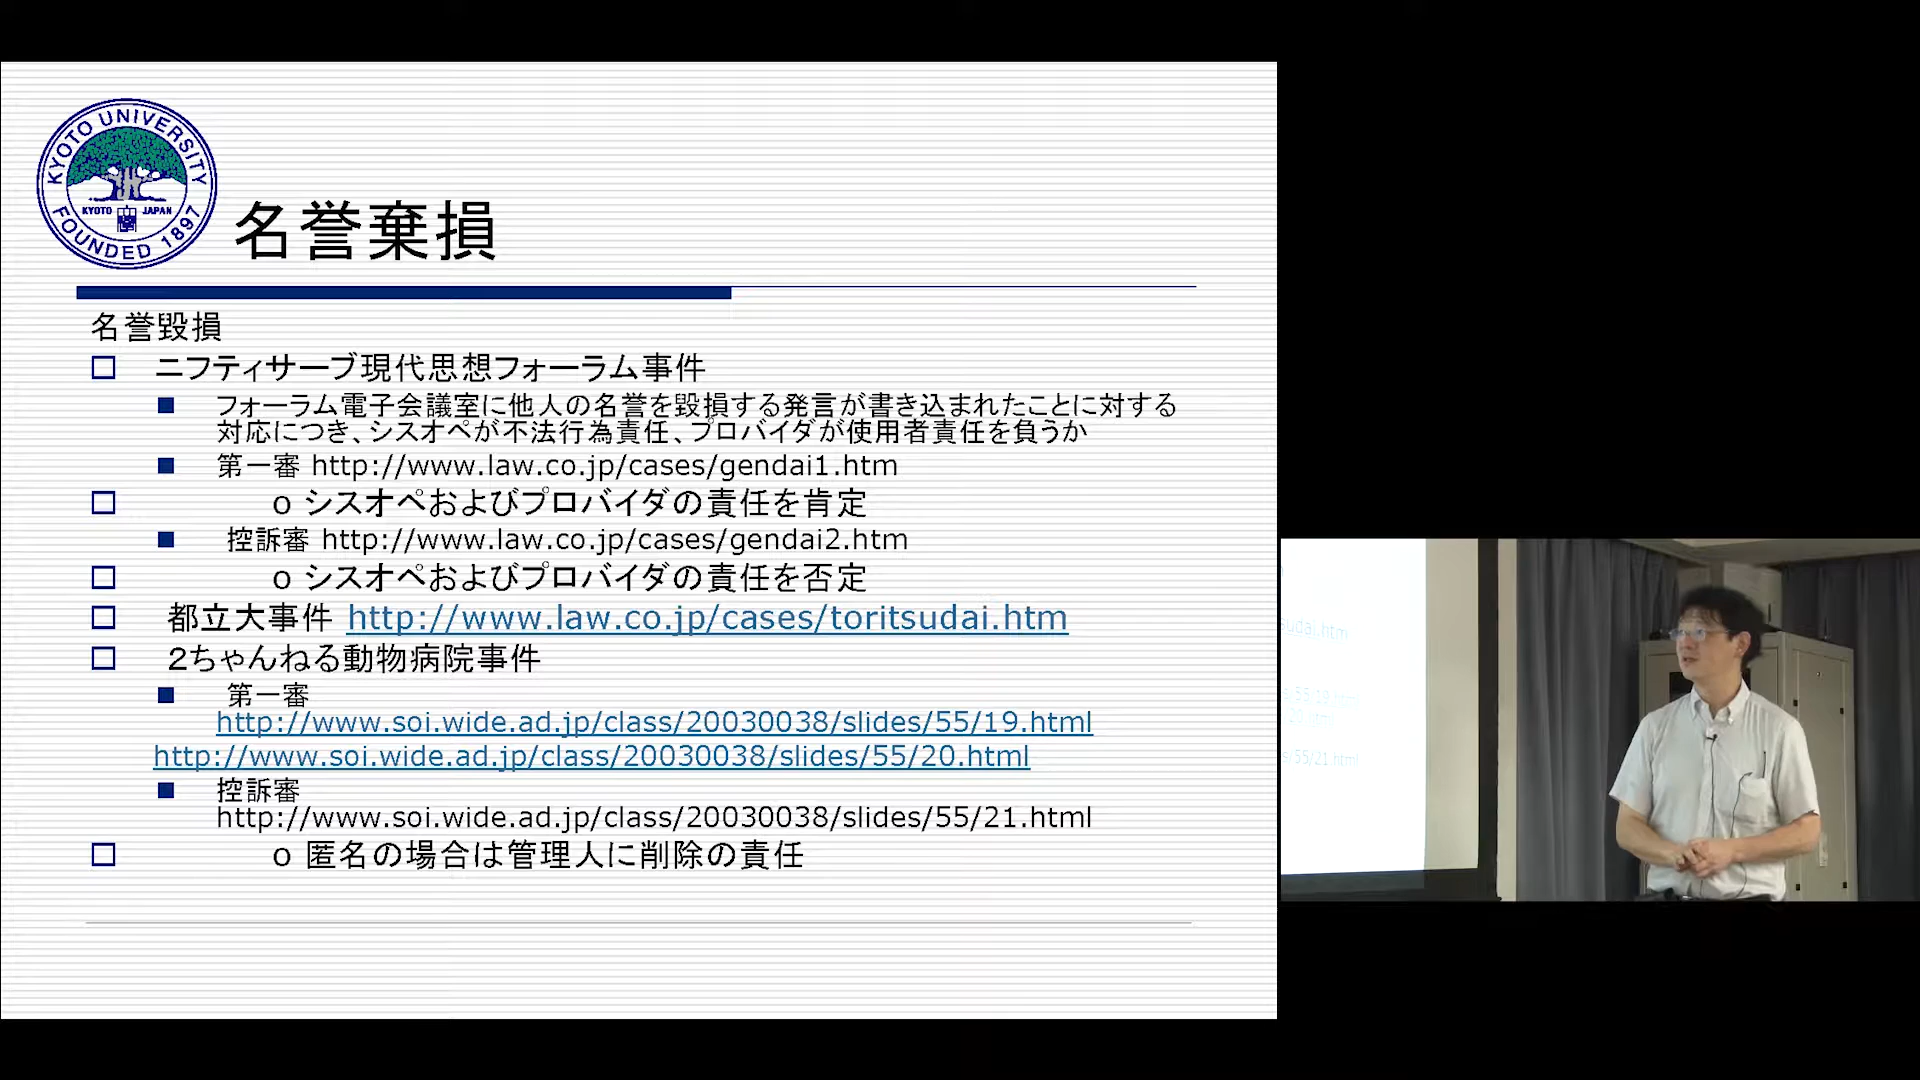 KYOTO UNIVERSITY
KYOTO JAPAN
FOUNDED 1897
名誉棄損
名誉毀損
ニフティサーブ現代思想フォーラム事件
フォーラム電子会議室に他人の名誉を毀損する発言が書き込まれたことに対する
対応につき、シスオペが不法行為責任、プロバイダが使用者責任を負うか
第一審 http://www.law.co.jp/cases/gendai1.htm
o シスオペおよびプロバイダの責任を肯定
控訴審 http://www.law.co.jp/cases/gendai2.htm
o シスオペおよびプロバイダの責任を否定
都立大事件 http://www.law.co.jp/cases/toritsudai.htm
２ちゃんねる動物病院事件
第一審
http://www.soi.wide.ad.jp/class/20030038/slides/55/19.html
http://www.soi.wide.ad.jp/class/20030038/slides/55/20.html
控訴審
http://www.soi.wide.ad.jp/class/20030038/slides/55/21.html
o 匿名の場合は管理人に削除の責任
sudai.htm
s/55/19.html
20.html
s/55/21.html